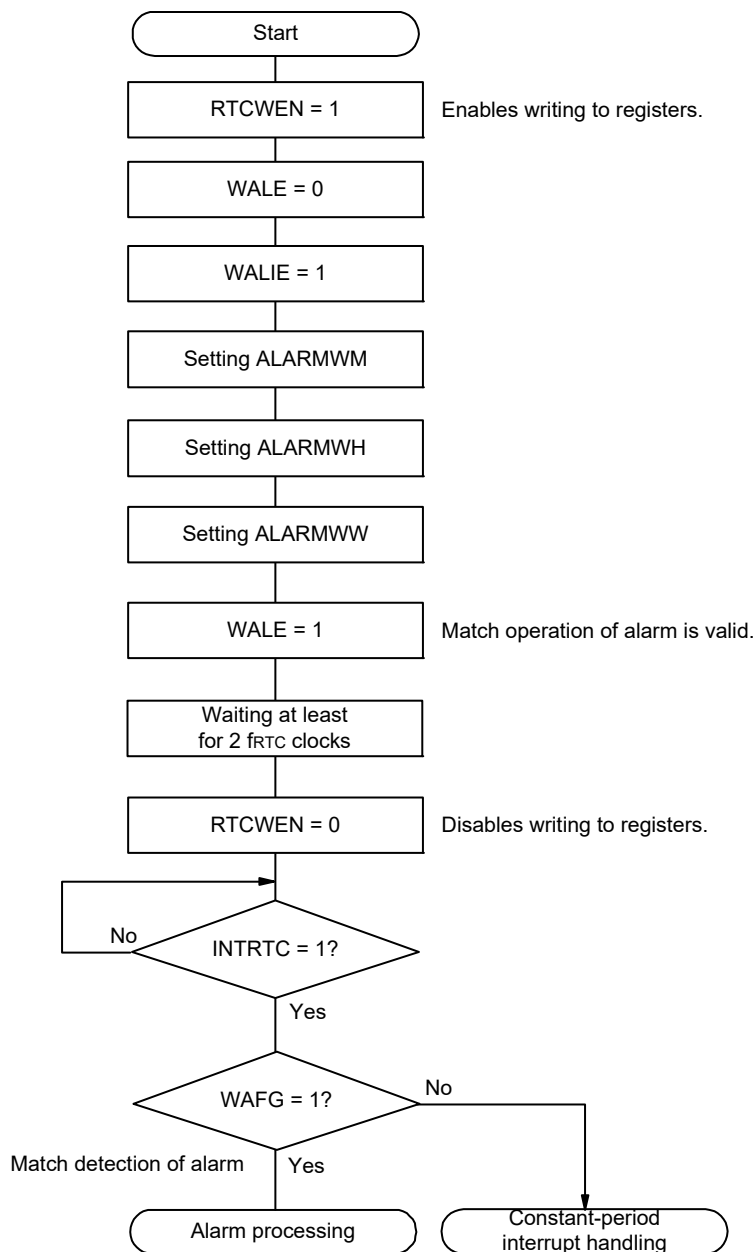 Start
RTCWEN = 1
Enables writing to registers.
WALE = 0
WALIE = 1
Setting ALARMWM
Setting ALARMWH
Setting ALARMWW
WALE = 1
Match operation of alarm is valid.
Waiting at least
for 2 fRTC clocks
RTCWEN = 0
Disables writing to registers.
No
INTRTC = 1?
Yes
No
WAFG = 1?
Match detection of alarm
Yes
Alarm processing
Constant-period
interrupt handling